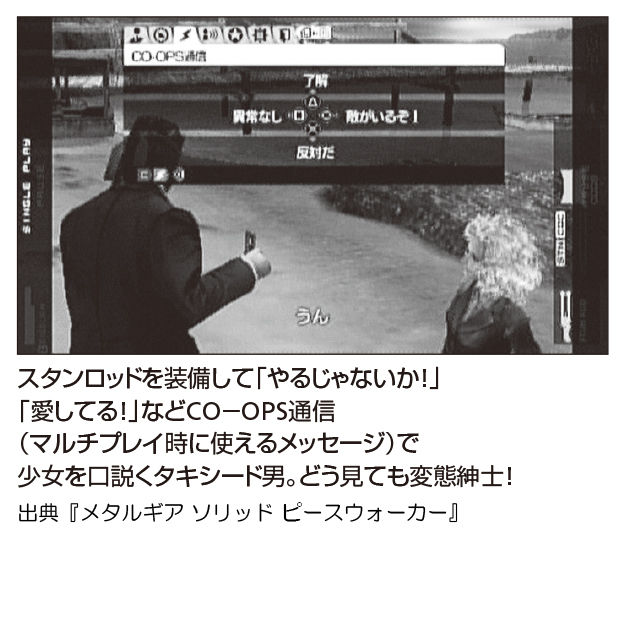 CO-OPS通信
了解
異常なし
敵がいるぞ!
反対だ
SINGLE PLAY
うん
スタンロッドを装備して「やるじゃないか!」
「愛してる!」などCO−OPS通信
(マルチプレイ時に使えるメッセージ)で
少女を口説くタキシード男。どう見ても変態紳士!
出典『メタルギア ソリッド ピースウォーカー』